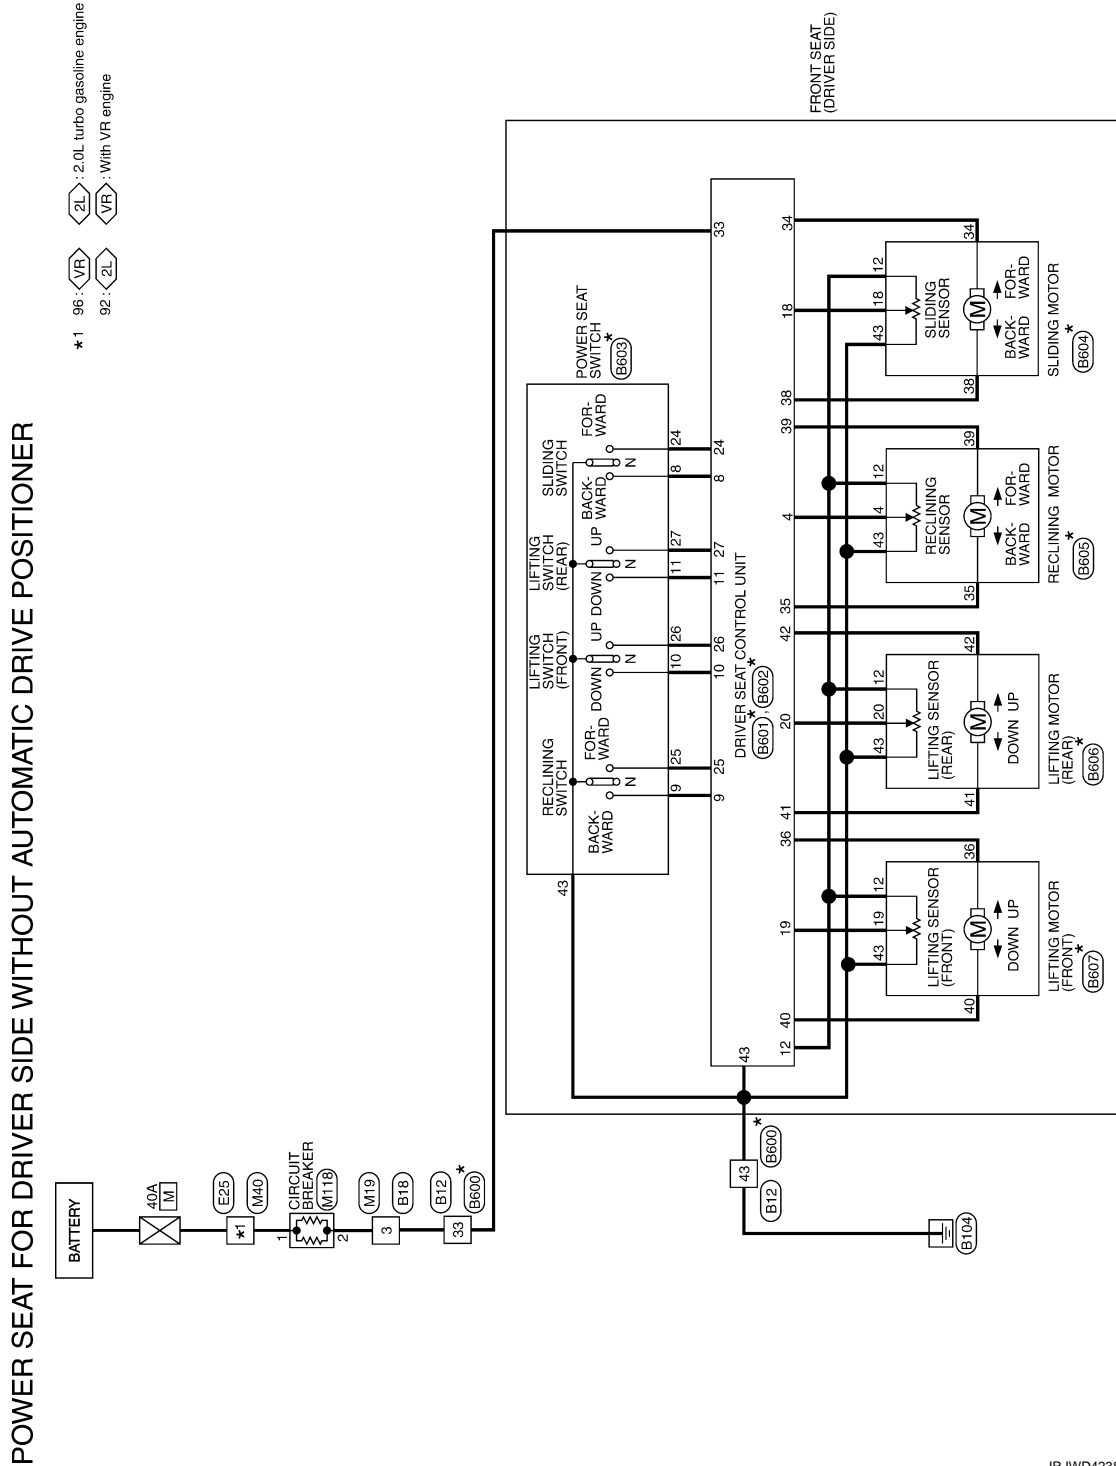 POWER SEAT FOR DRIVER SIDE WITHOUT AUTOMATIC DRIVE POSITIONER
*1 96 : VR 2L : 2.0L turbo gasoline engine
92 : 2L VR : With VR engine
BATTERY
40A
M
*1
E25
M40
1
CIRCUIT
BREAKER
M118
2
3
M19
B18
33
B12
*
B600
FRONT SEAT
(DRIVER SIDE)
POWER SEAT
SWITCH
*
B603
43
RECLINING
SWITCH
BACK-
WARD
FOR-
WARD
N
LIFTING
SWITCH
(FRONT)
DOWN
UP
N
LIFTING
SWITCH
(REAR)
DOWN
UP
N
SLIDING
SWITCH
BACK-
WARD
FOR-
WARD
N
9
25
10
26
11
27
8
24
9
25
10
26
11
27
8
24
33
43
DRIVER SEAT CONTROL UNIT
*
B601
,
*
B602
12
40
19
36
41
20
42
35
4
39
38
18
34
43
B12
*
B600
B104
43
19
12
LIFTING SENSOR
(FRONT)
M
DOWN UP
40
36
LIFTING MOTOR
(FRONT)
*
B607
43
20
12
LIFTING SENSOR
(REAR)
M
DOWN UP
41
42
LIFTING MOTOR
(REAR)
*
B606
43
4
12
RECLINING
SENSOR
M
BACK-
WARD
FOR-
WARD
35
39
RECLINING MOTOR
*
B605
43
18
12
SLIDING
SENSOR
M
BACK-
WARD
FOR-
WARD
38
34
SLIDING MOTOR
*
B604